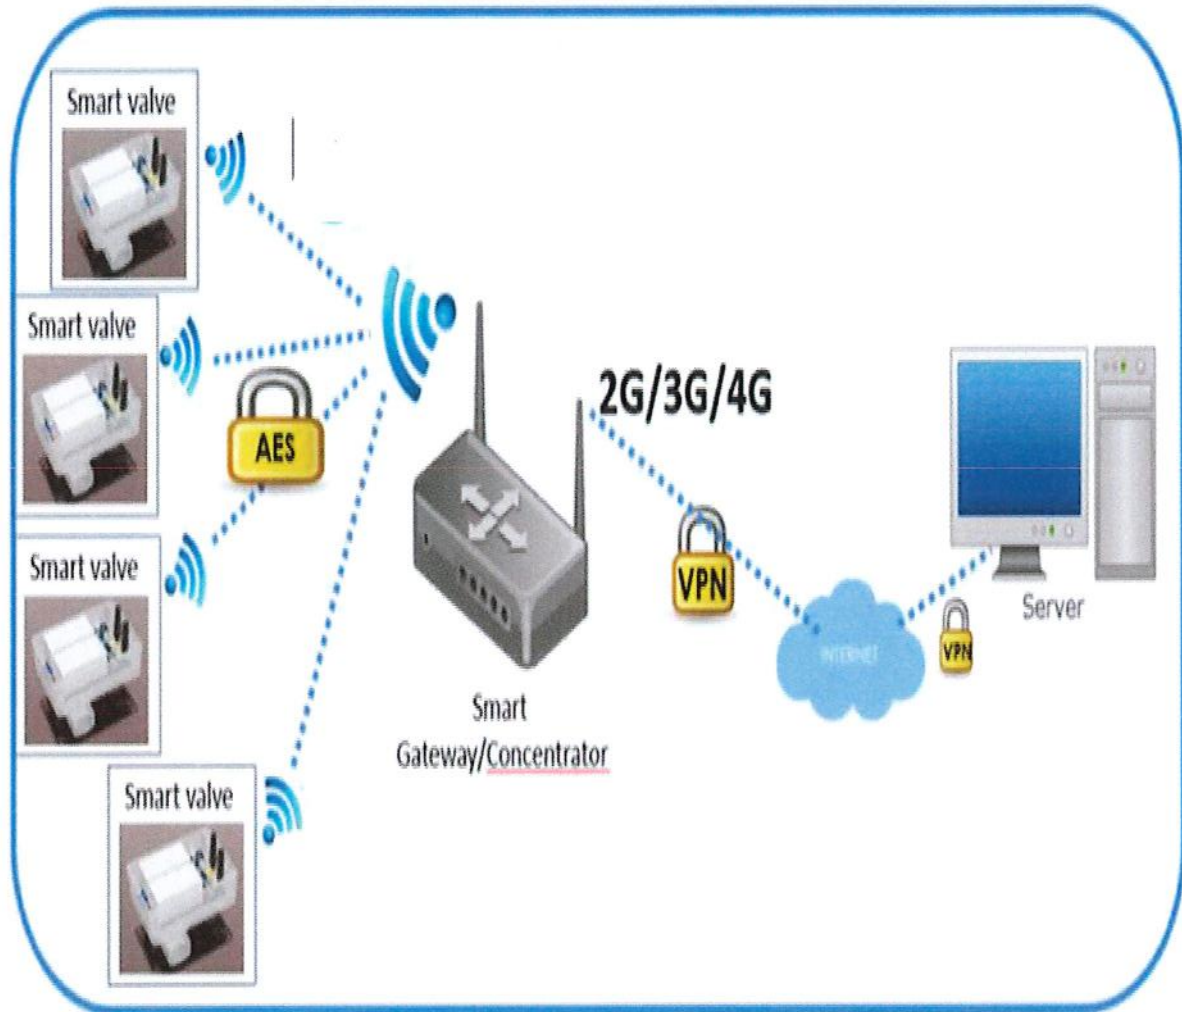 Smart valve
Smart valve
Smart valve
Smart valve
AES
2G/3G/4G
VPN
INTERNET
VPN
Server
Smart
Gateway/Concentrator